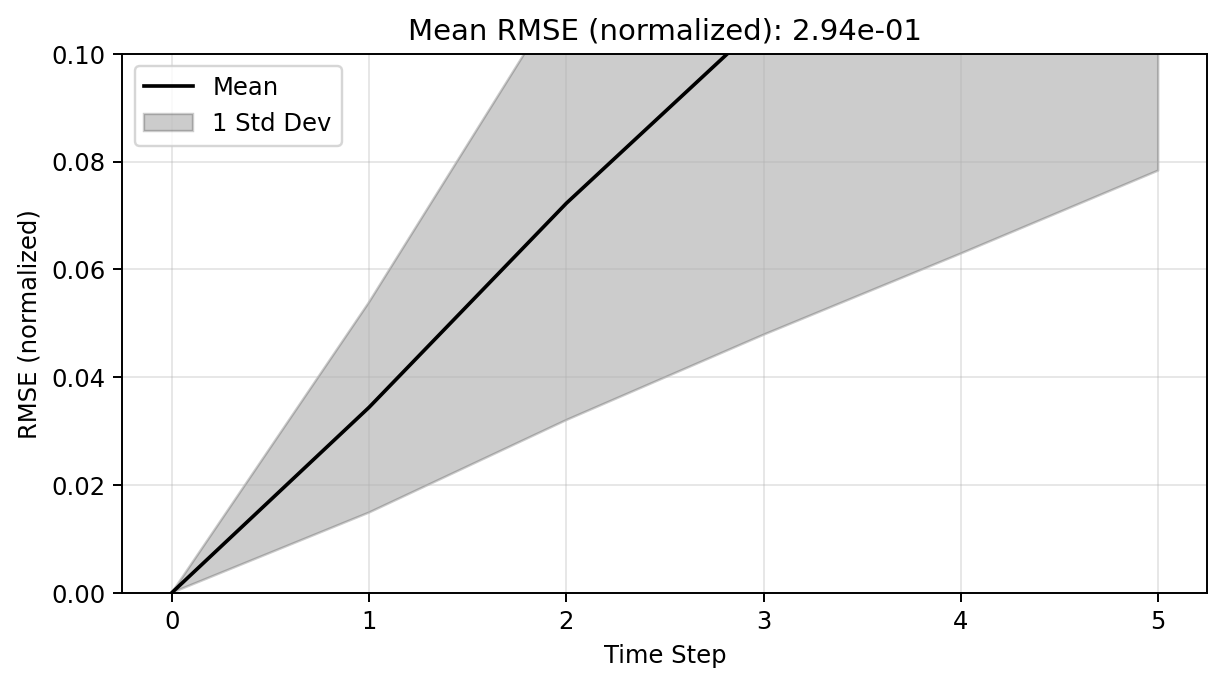 Mean RMSE (normalized): 2.94e-01
Mean
1 Std Dev
RMSE (normalized)
0.10
0.08
0.06
0.04
0.02
0.00
0 1 2 3 4 5
Time Step